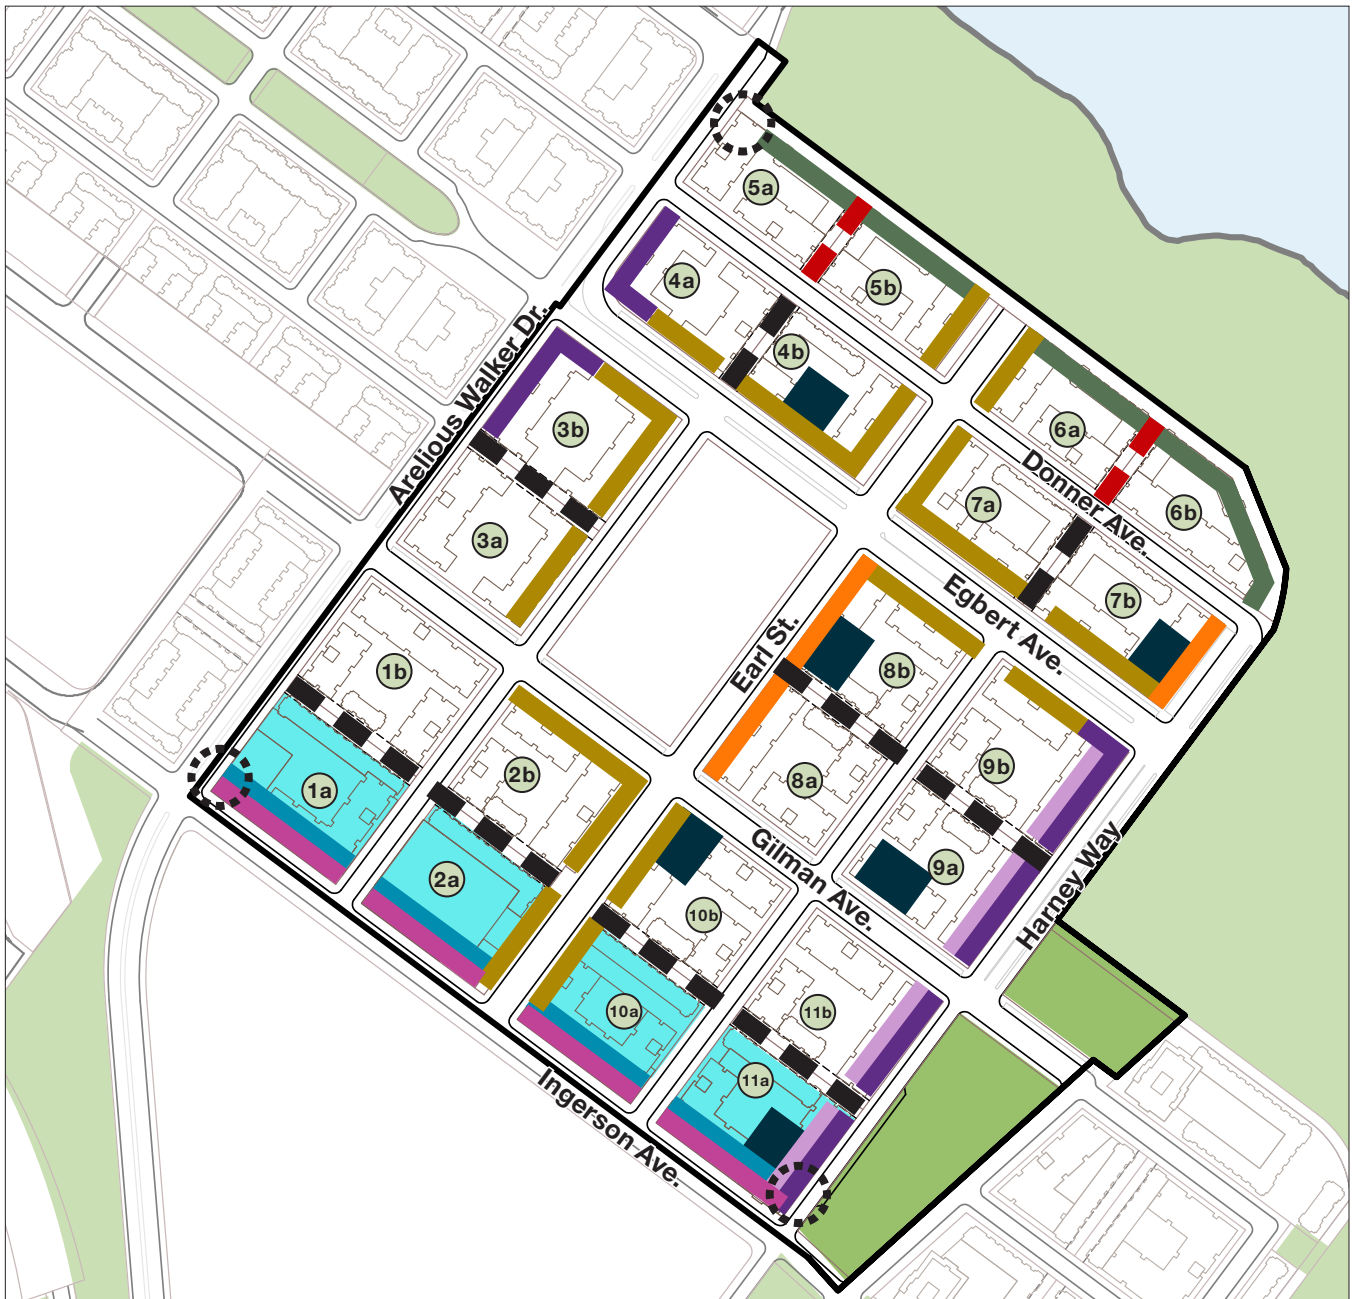 5a
4a
5b
4b
Arelious Walker Dr.
3b
6a
Donner Ave.
7a
6b
3a
Egbert Ave.
7b
Earl St.
1b
8b
2b
9b
1a
8a
Gilman Ave.
2a
9a
Harney Way
10b
10a
11b
11a
Ingerson Ave.